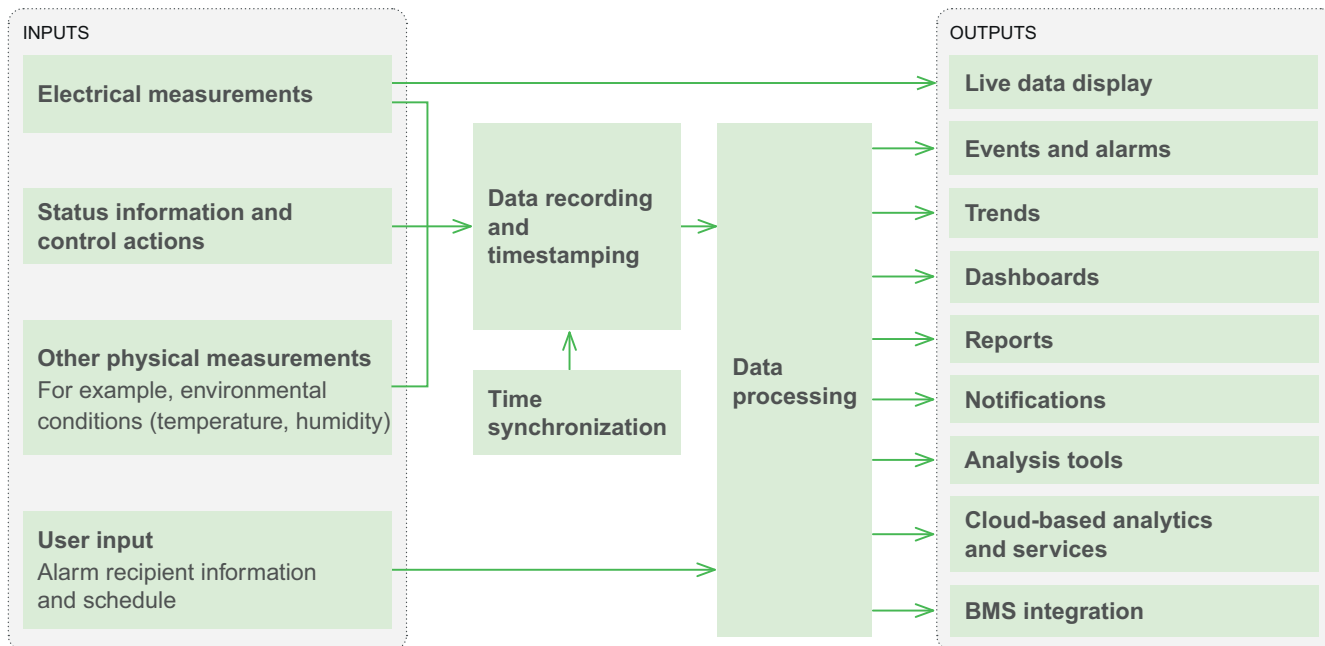 INPUTS
Electrical measurements
Status information and
control actions
Other physical measurements
For example, environmental
conditions (temperature, humidity)
User input
Alarm recipient information
and schedule
Data recording
and
timestamping
Time
synchronization
Data
processing
OUTPUTS
Live data display
Events and alarms
Trends
Dashboards
Reports
Notifications
Analysis tools
Cloud-based analytics
and services
BMS integration